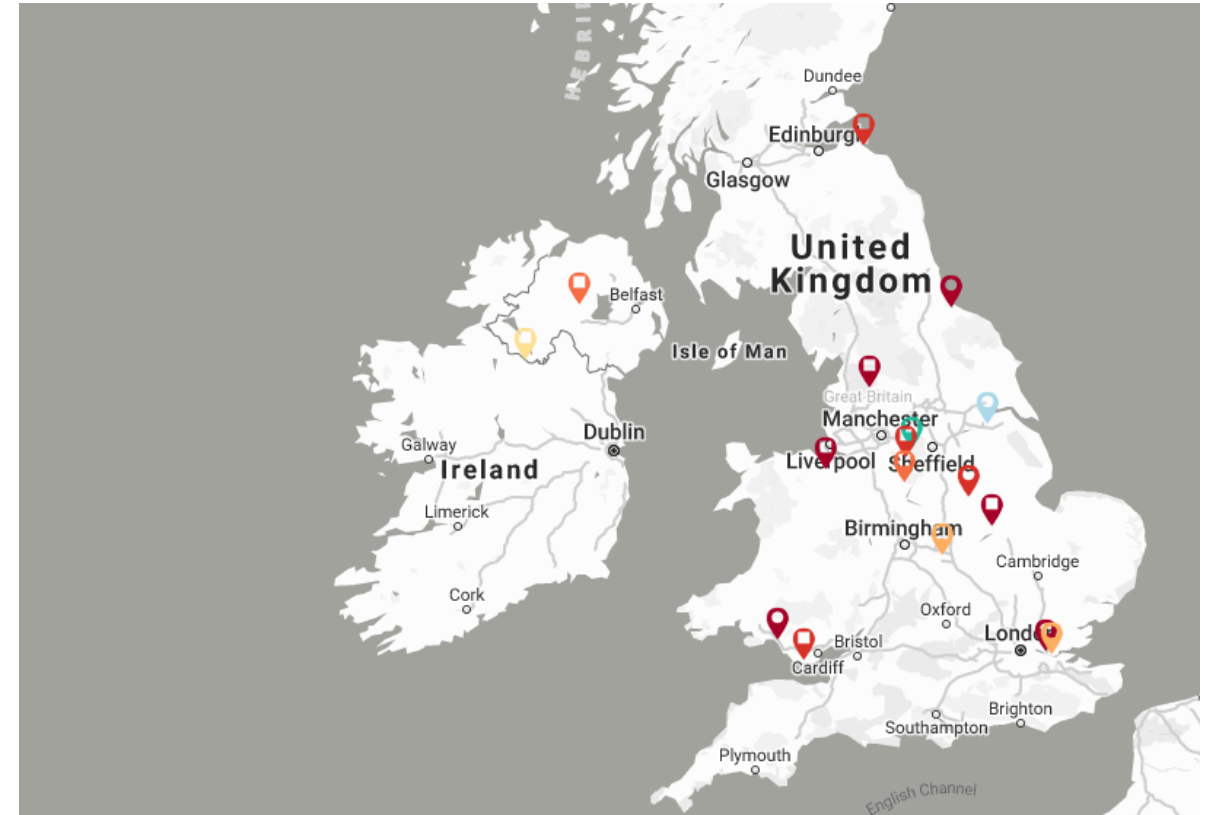 HEBRI
Dundee
Edinburgh
Glasgow
United
Kingdom
Belfast
Isle of Man
Great Britain
Manchester
Dublin
Galway
Liverpool
Sheffield
Ireland
Limerick
Birmingham
Cambridge
Cork
Oxford
London
Bristol
Cardiff
Brighton
Southampton
Plymouth
English Channel